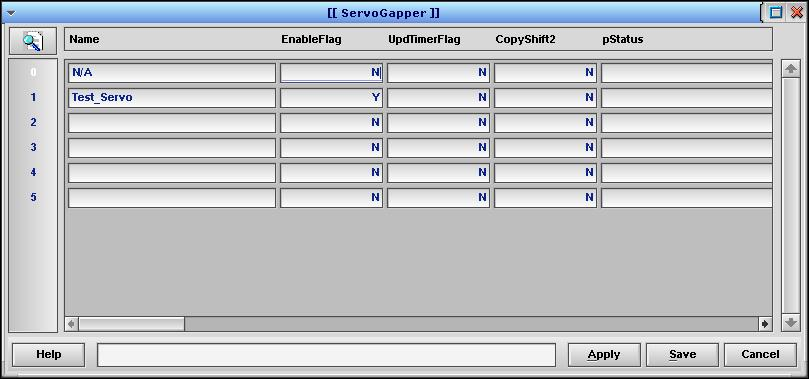 [[ ServoGapper ]]
Name EnableFlag UpdTimerFlag CopyShift2 pStatus
0 N/A N N N
1 Test_Servo Y N N
2 N N N
3 N N N
4 N N N
5 N N N
Help Apply Save Cancel